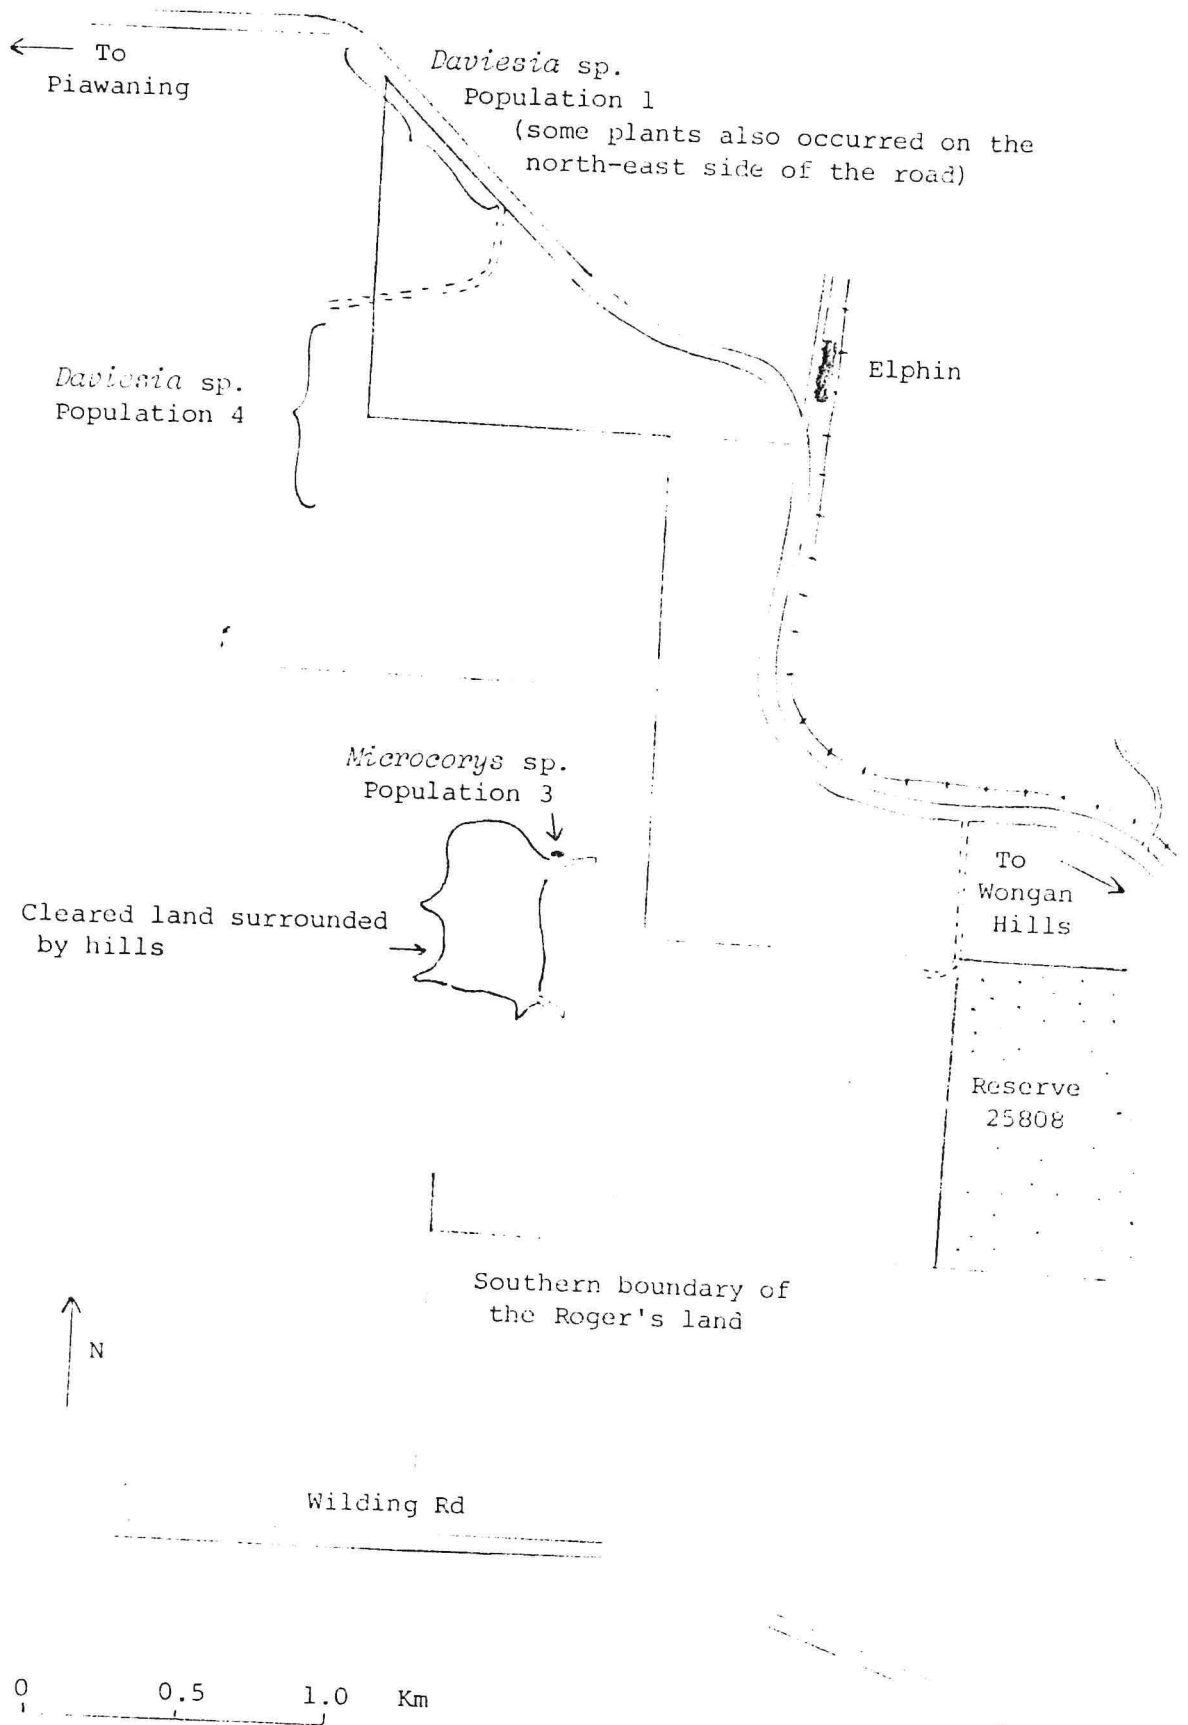 To
Piawaning
Daviesia sp.
Population 1
(some plants also occurred on the
north-east side of the road)
Elphin
Daviesia sp.
Population 4
Microcorys sp.
Population 3
To
Wongan
Hills
Cleared land surrounded
by hills
Reserve
25808
Southern boundary of
the Roger's land
N
Wilding Rd
0 0.5 1.0 Km